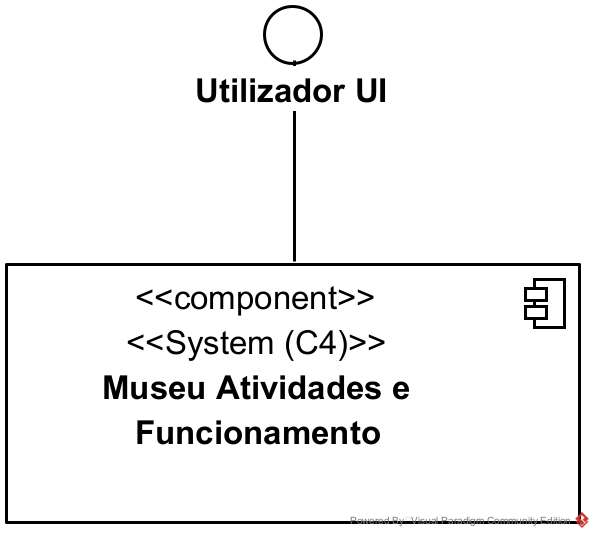 Utilizador UI
<<component>>
<<System (C4)>>
Museu Atividades e
Funcionamento
Powered By Visual Paradigm Community Edition